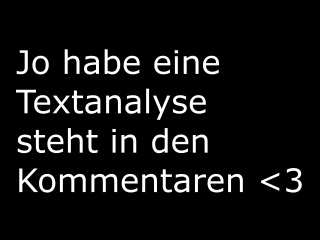 Jo habe eine
Textanalyse
steht in den
Kommentaren <3